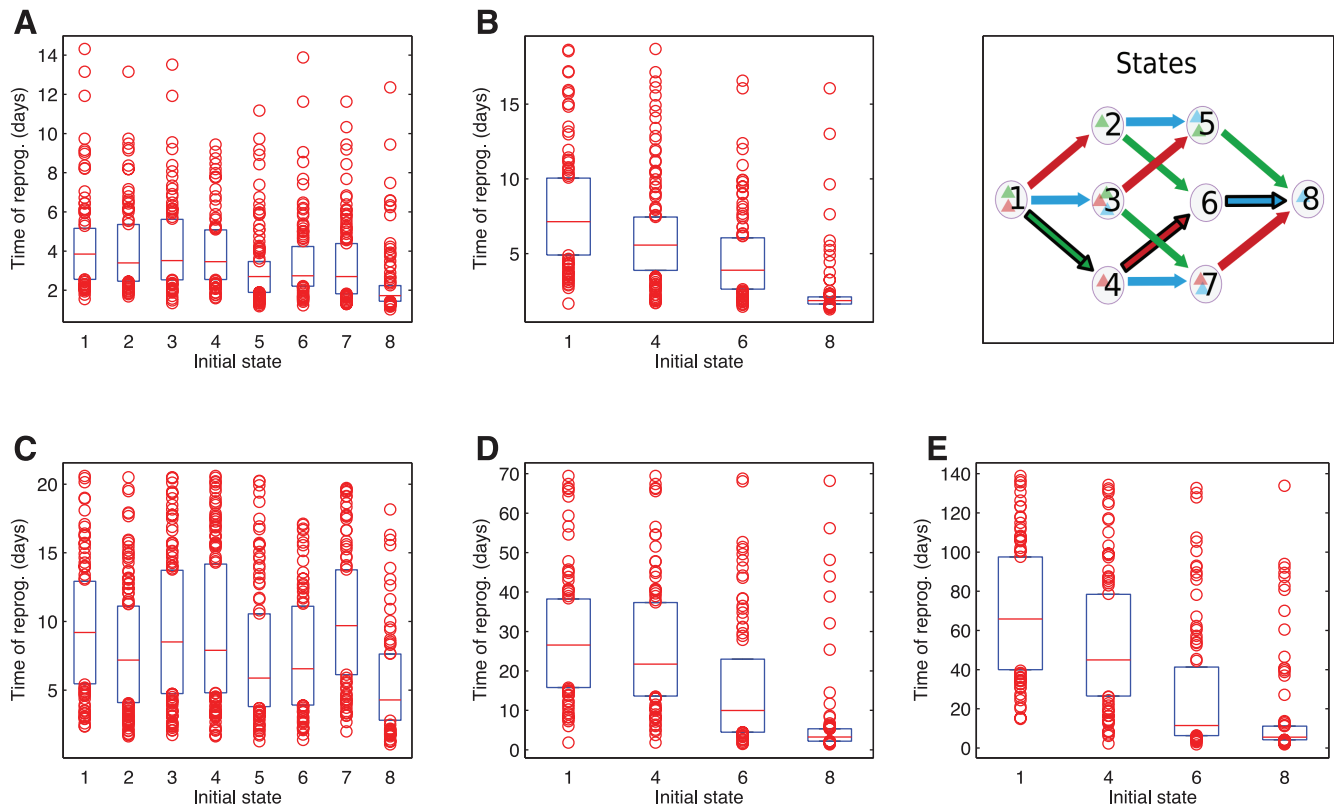 A
Time of reprog. (days)
14
12
10
8
6
4
2
1 2 3 4 5 6 7 8
Initial state
B
Time of reprog. (days)
15
10
5
1 4 6 8
Initial state
States
1
2
3
4
5
6
7
8
C
Time of reprog. (days)
20
15
10
5
1 2 3 4 5 6 7 8
Initial state
D
Time of reprog. (days)
70
60
50
40
30
20
10
0
1 4 6 8
Initial state
E
Time of reprog. (days)
140
120
100
80
60
40
20
0
1 4 6 8
Initial state